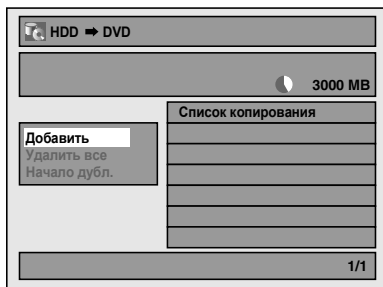 HDD ➡ DVD
3000 MB
Список копирования
Добавить
Удалить все
Начало дубл.
1/1